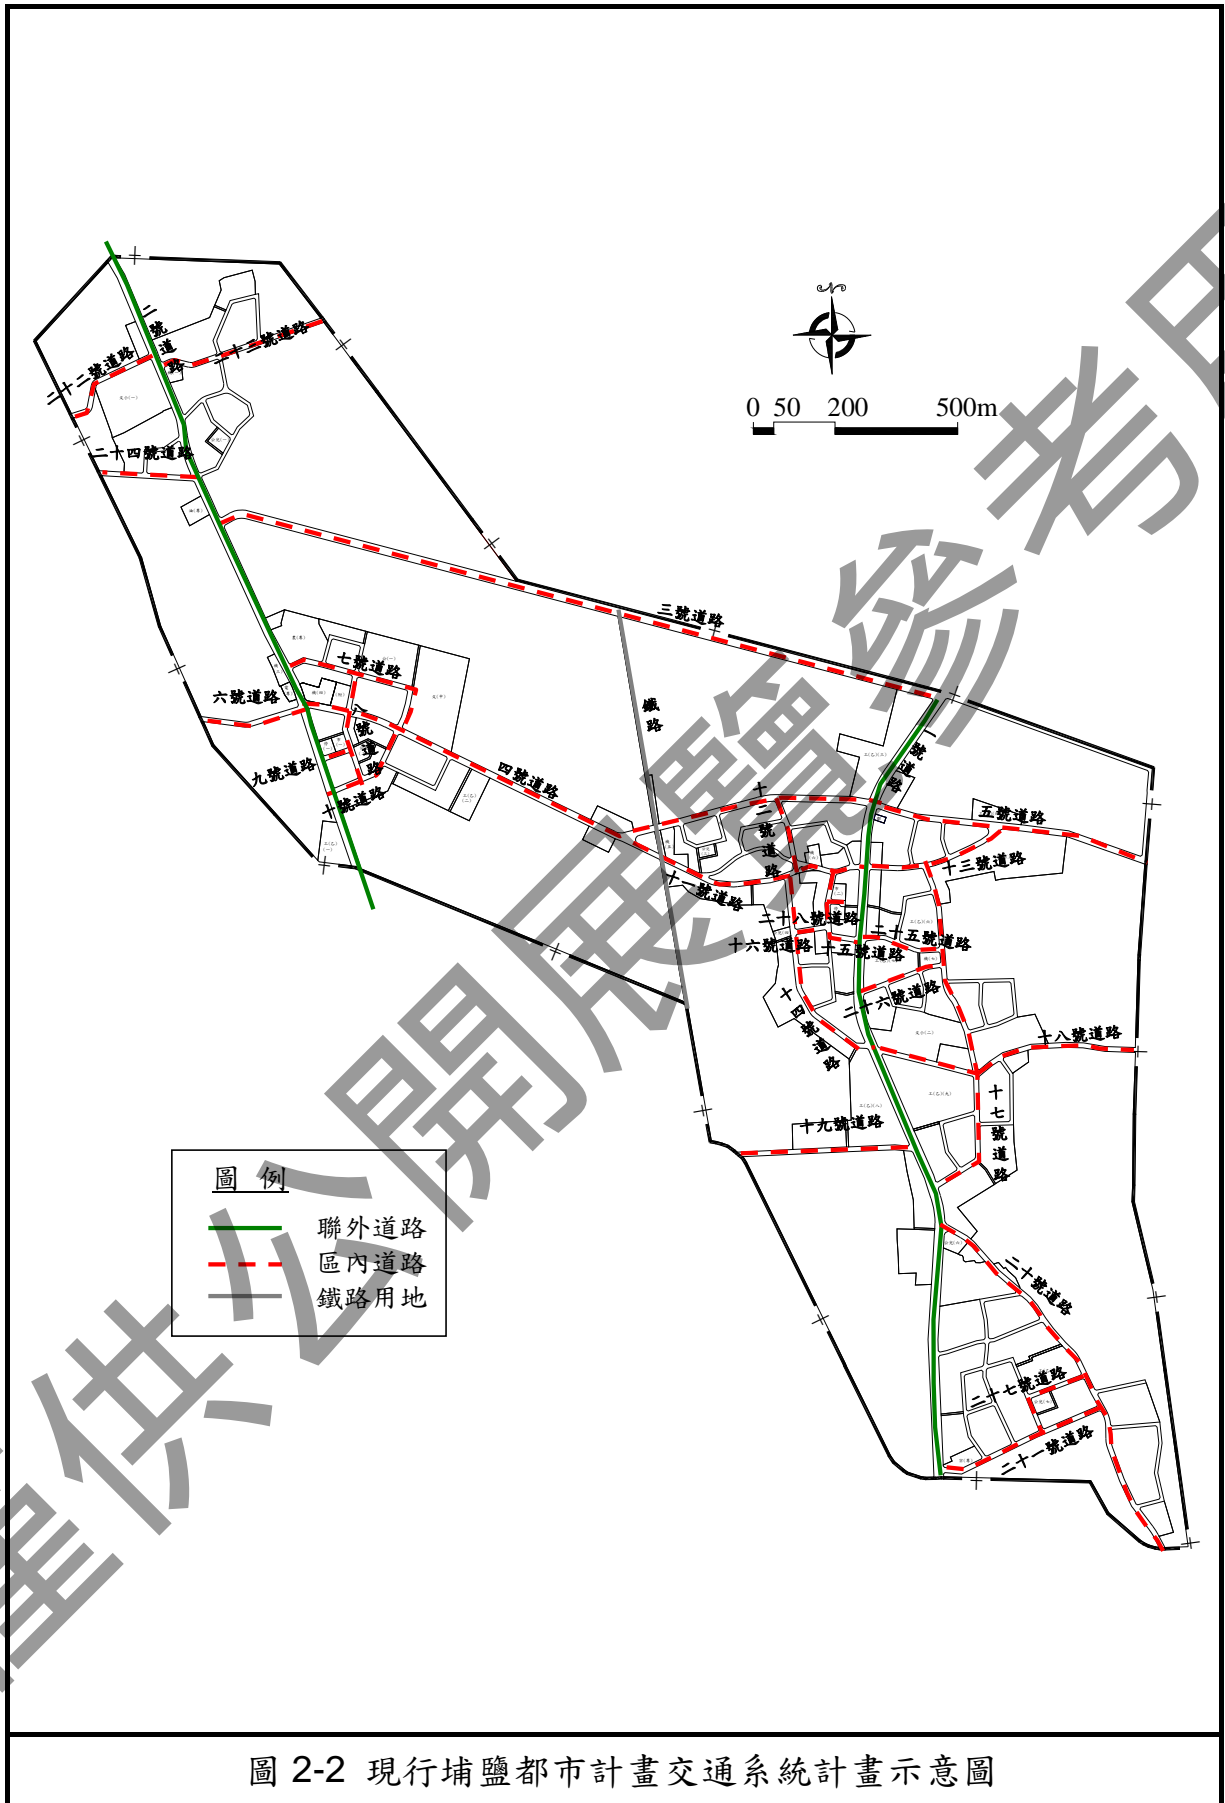 二號道路
二十三號道路
二十二號道路
文小(一)
二十四號道路
0 50 200 500m
三號道路
七號道路
六號道路
八號道路
九號道路
十號道路
四號道路
鐵路
一號道路
十二號道路
五號道路
十三號道路
十一號道路
二十八號道路
二十五號道路
十六號道路
十五號道路
二十六號道路
十四號道路
文小(二)
十八號道路
十七號道路
十九號道路
二十號道路
二十七號道路
二十一號道路
圖 例
聯外道路
區內道路
鐵路用地
僅供公開展覽參考用
圖 2-2 現行埔鹽都市計畫交通系統計畫示意圖